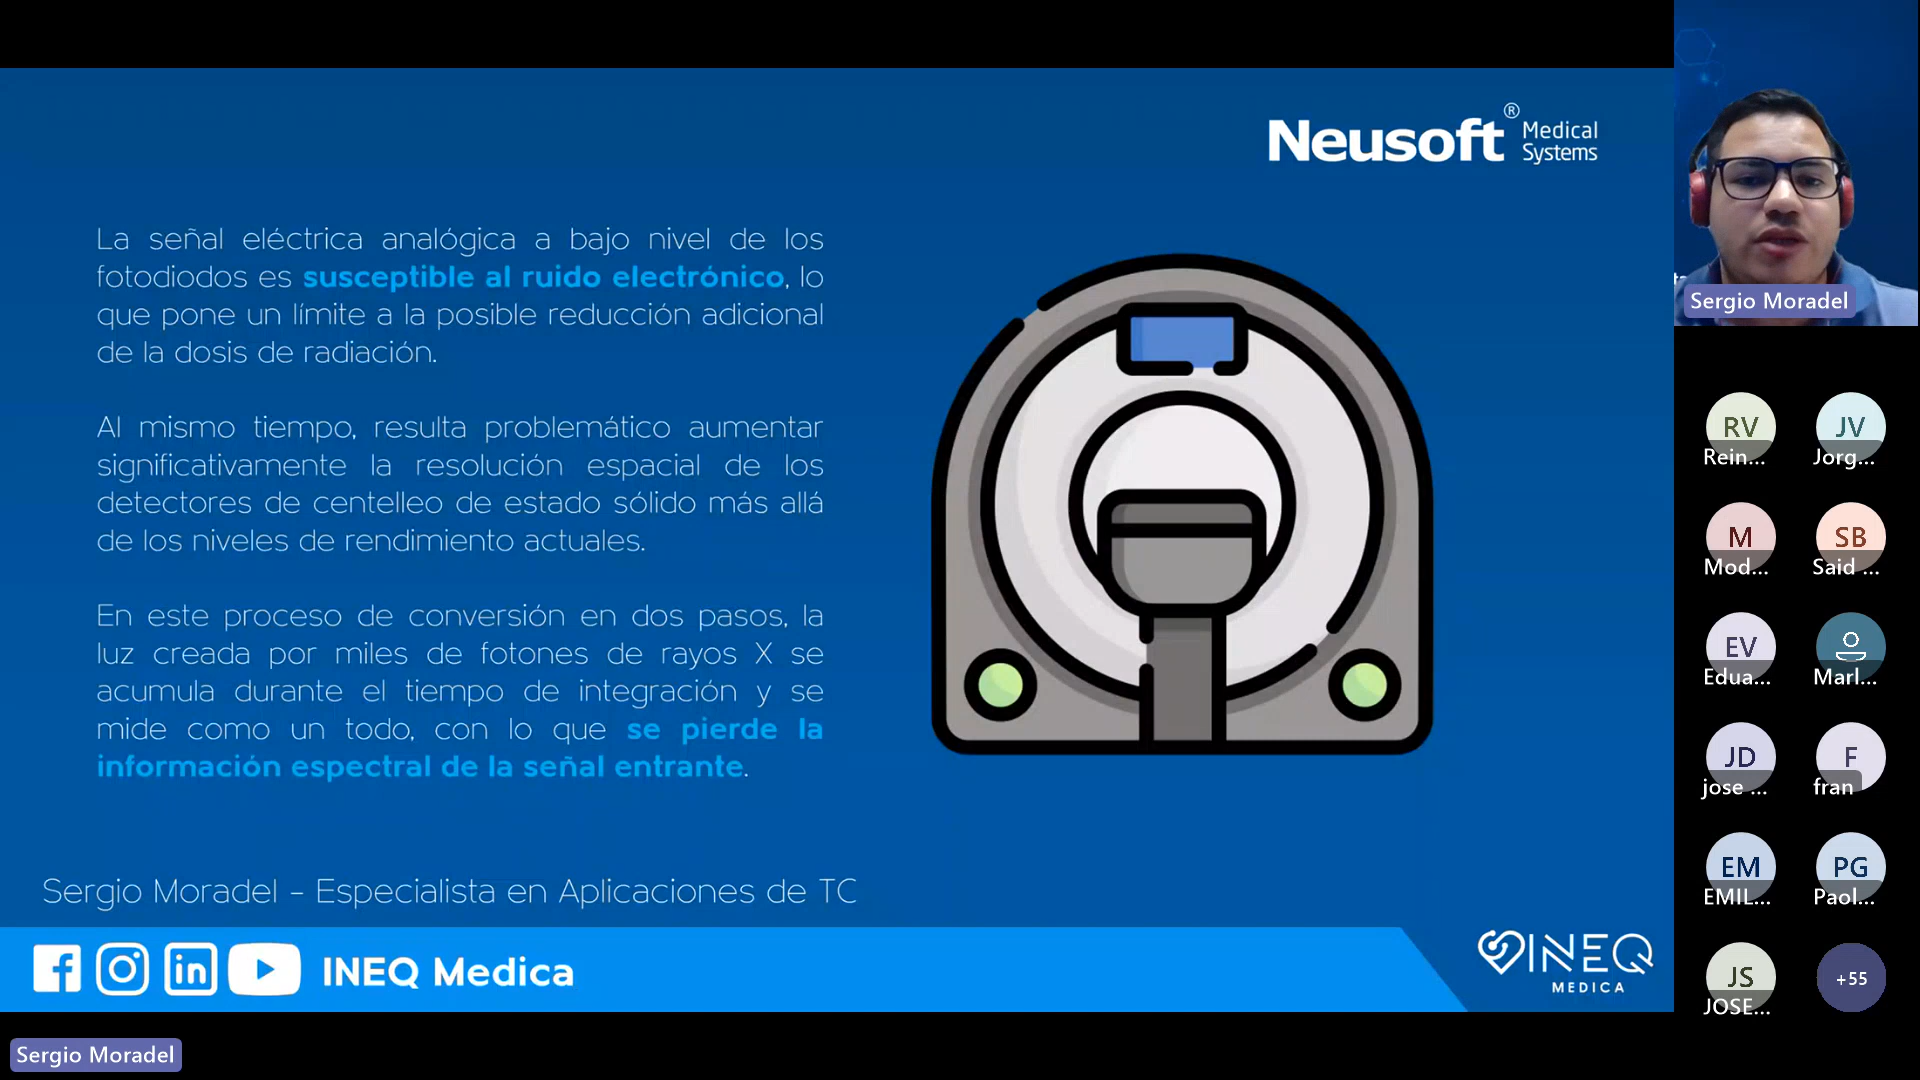 Neusoft® Medical
Systems
La señal eléctrica analógica a bajo nivel de los
fotodiodos es susceptible al ruido electrónico, lo
que pone un límite a la posible reducción adicional
de la dosis de radiación.
Al mismo tiempo, resulta problemático aumentar
significativamente la resolución espacial de los
detectores de centelleo de estado sólido más allá
de los niveles de rendimiento actuales.
En este proceso de conversión en dos pasos, la
luz creada por miles de fotones de rayos X se
acumula durante el tiempo de integración y se
mide como un todo, con lo que se pierde la
información espectral de la señal entrante.
Sergio Moradel - Especialista en Aplicaciones de TC
INEQ Medica
INEQ
MEDICA
Sergio Moradel
Sergio Moradel
RV
JV
Rein...
Jorg...
M
SB
Mod...
Said ...
EV
Edua...
Marl...
JD
F
jose ...
fran
EM
PG
EMIL...
Paol...
JS
+55
JOSE...